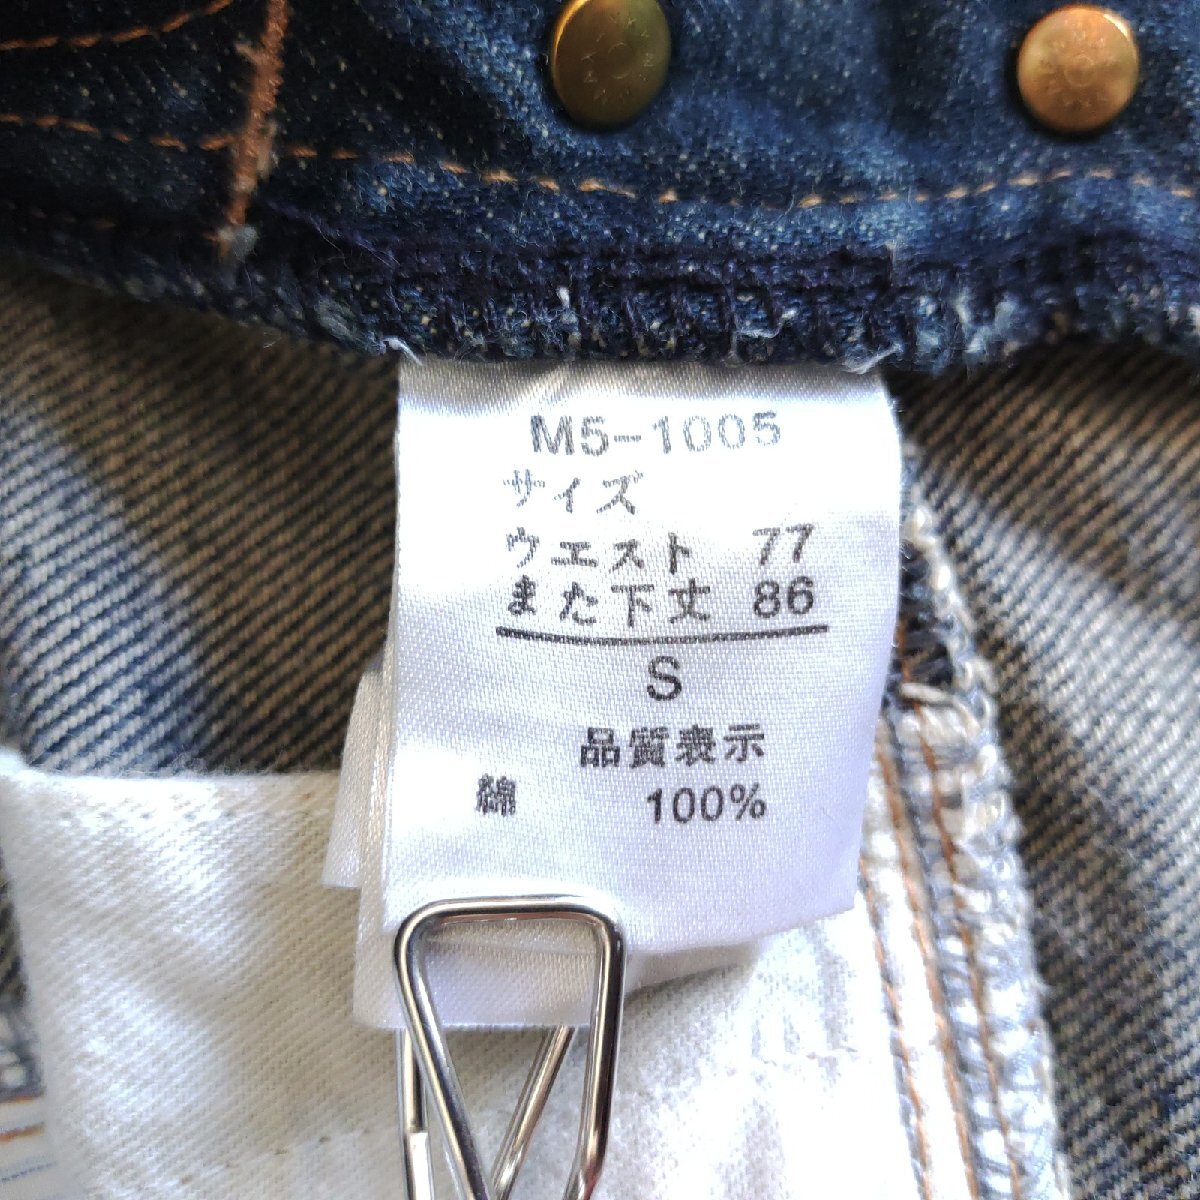 M5-1005
サイズ
ウエスト 77
また下丈 86
S
品質表示
綿 100%